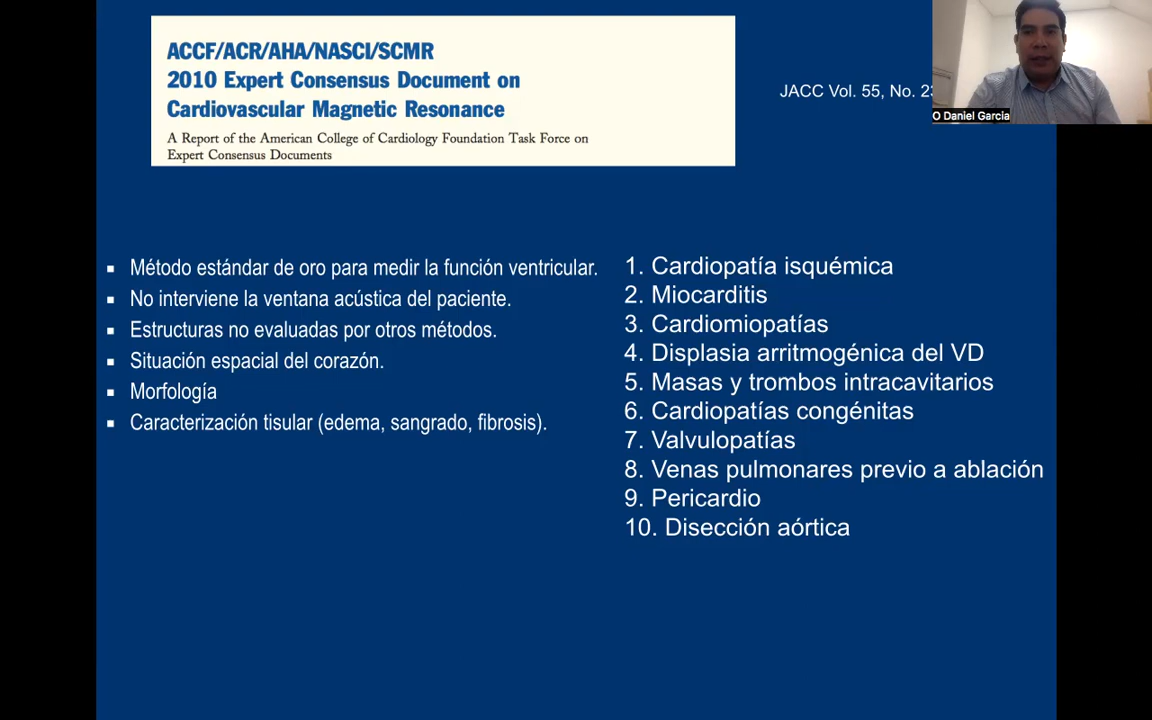 ACCF/ACR/AHA/NASCI/SCMR
2010 Expert Consensus Document on
Cardiovascular Magnetic Resonance
A Report of the American College of Cardiology Foundation Task Force on
Expert Consensus Documents
JACC Vol. 55, No. 23
O Daniel Garcia
Método estándar de oro para medir la función ventricular.
No interviene la ventana acústica del paciente.
Estructuras no evaluadas por otros métodos.
Situación espacial del corazón.
Morfología
Caracterización tisular (edema, sangrado, fibrosis).
1. Cardiopatía isquémica
2. Miocarditis
3. Cardiomiopatías
4. Displasia arritmogénica del VD
5. Masas y trombos intracavitarios
6. Cardiopatías congénitas
7. Valvulopatías
8. Venas pulmonares previo a ablación
9. Pericardio
10. Disección aórtica